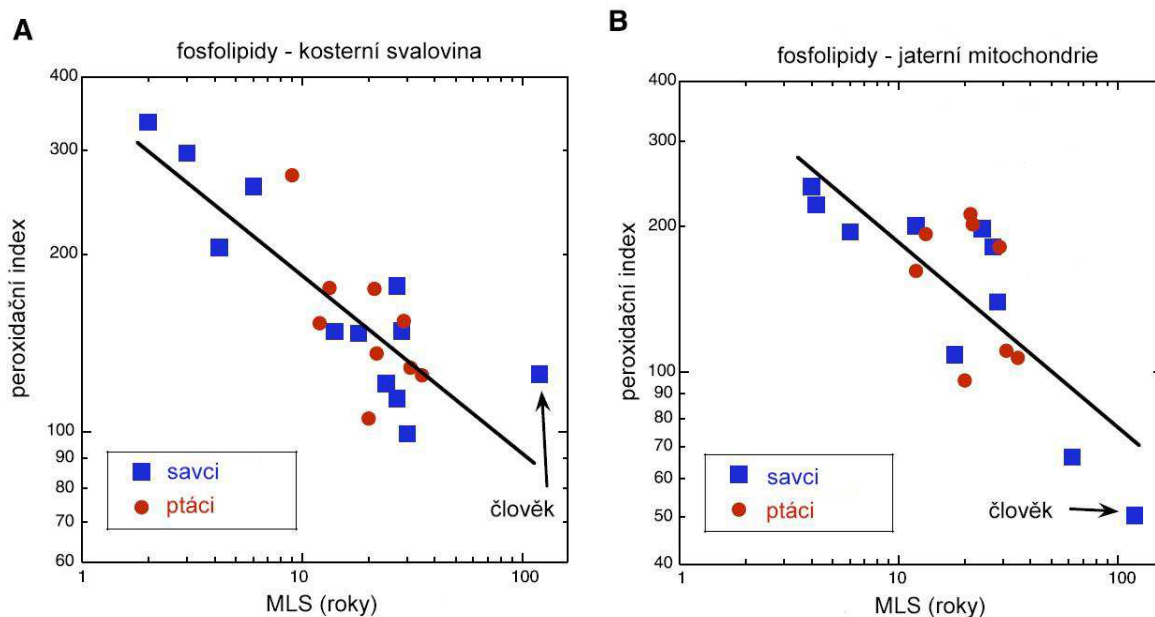 A
fosfolipidy - kosterní svalovina
400
300
200
100
90
80
70
60
peroxidační index
savci
ptáci
člověk
1
10
100
MLS (roky)
B
fosfolipidy - jaterní mitochondrie
400
300
200
100
90
80
70
60
50
40
peroxidační index
savci
ptáci
člověk
1
10
100
MLS (roky)